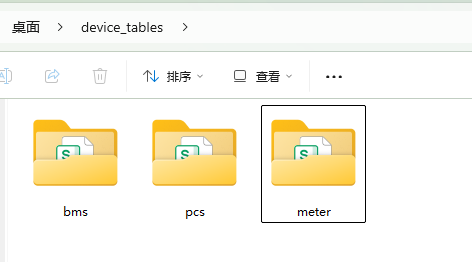 桌面 > device_tables >
排序 查看 ...
bms pcs meter